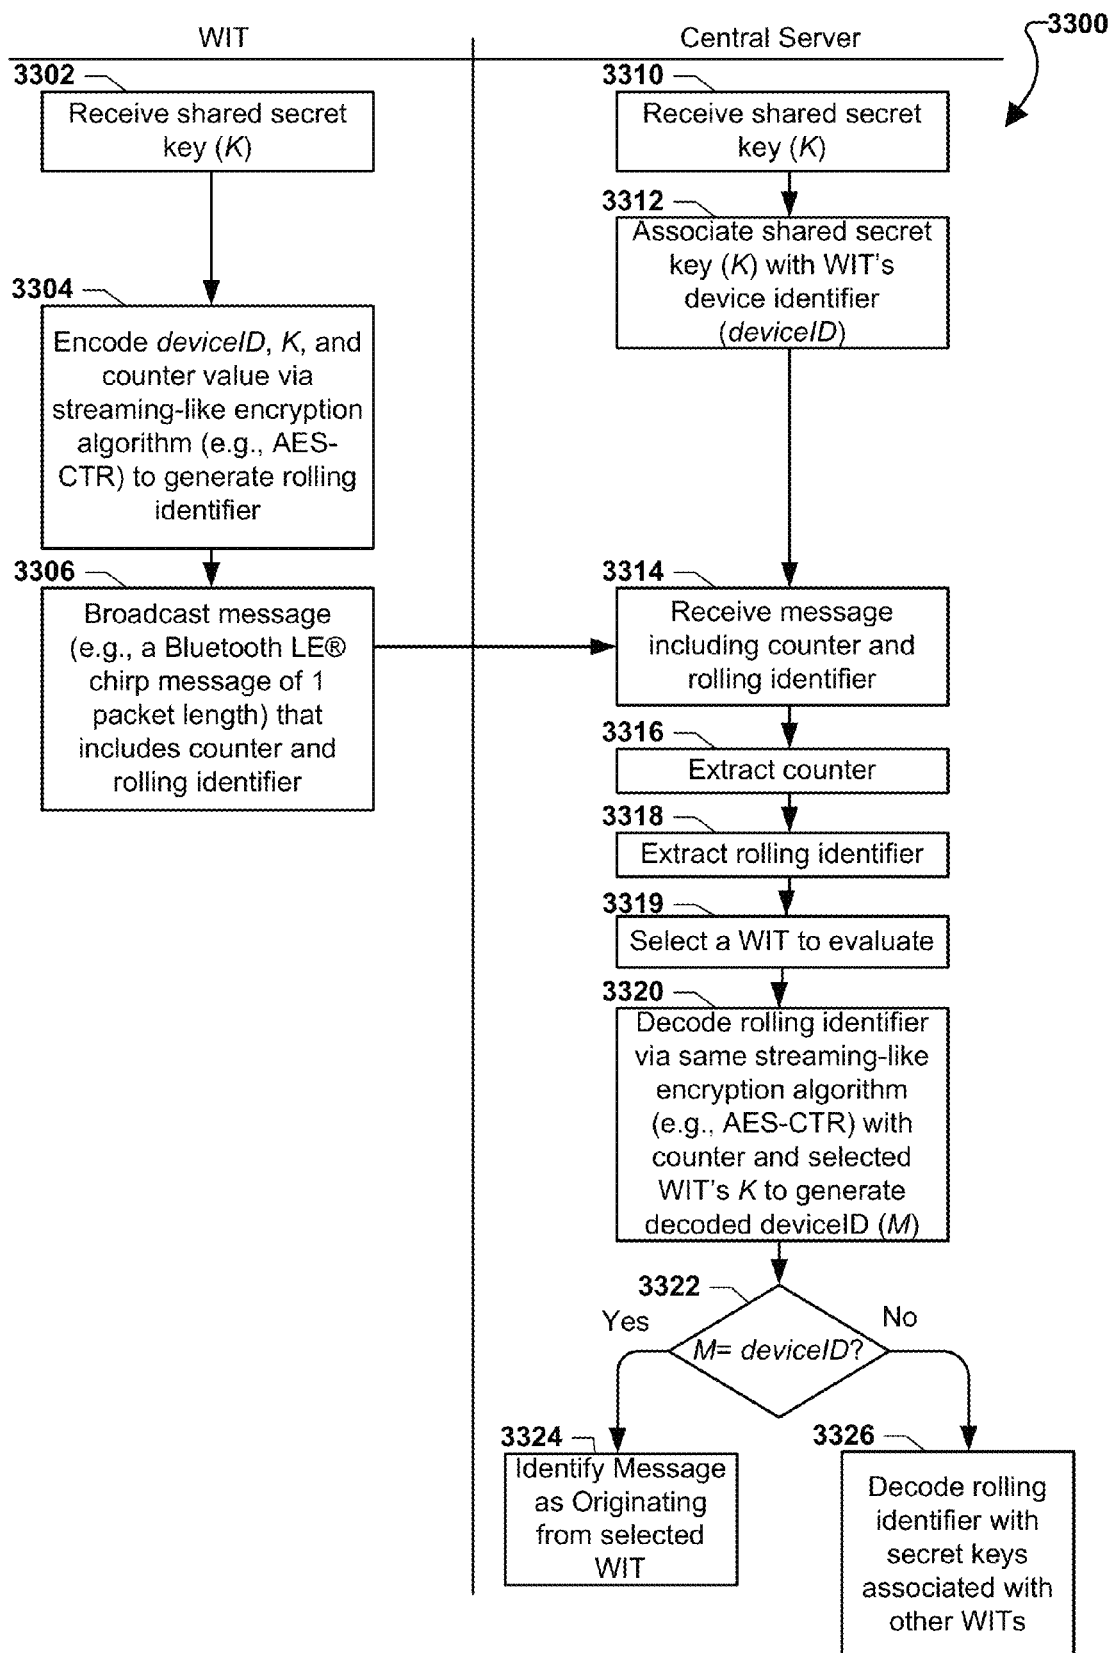 3300
WIT
Central Server
3302
Receive shared secret
key (K)
3310
Receive shared secret
key (K)
3312
Associate shared secret
key (K) with WIT's
device identifier
(deviceID)
3304
Encode deviceID, K, and
counter value via
streaming-like encryption
algorithm (e.g., AES-
CTR) to generate rolling
identifier
3306
Broadcast message
(e.g., a Bluetooth LE®
chirp message of 1
packet length) that
includes counter and
rolling identifier
3314
Receive message
including counter and
rolling identifier
3316
Extract counter
3318
Extract rolling identifier
3319
Select a WIT to evaluate
3320
Decode rolling identifier
via same streaming-like
encryption algorithm
(e.g., AES-CTR) with
counter and selected
WIT's K to generate
decoded deviceID (M)
3322
Yes
No
M= deviceID?
3324
Identify Message
as Originating
from selected
WIT
3326
Decode rolling
identifier with
secret keys
associated with
other WITs